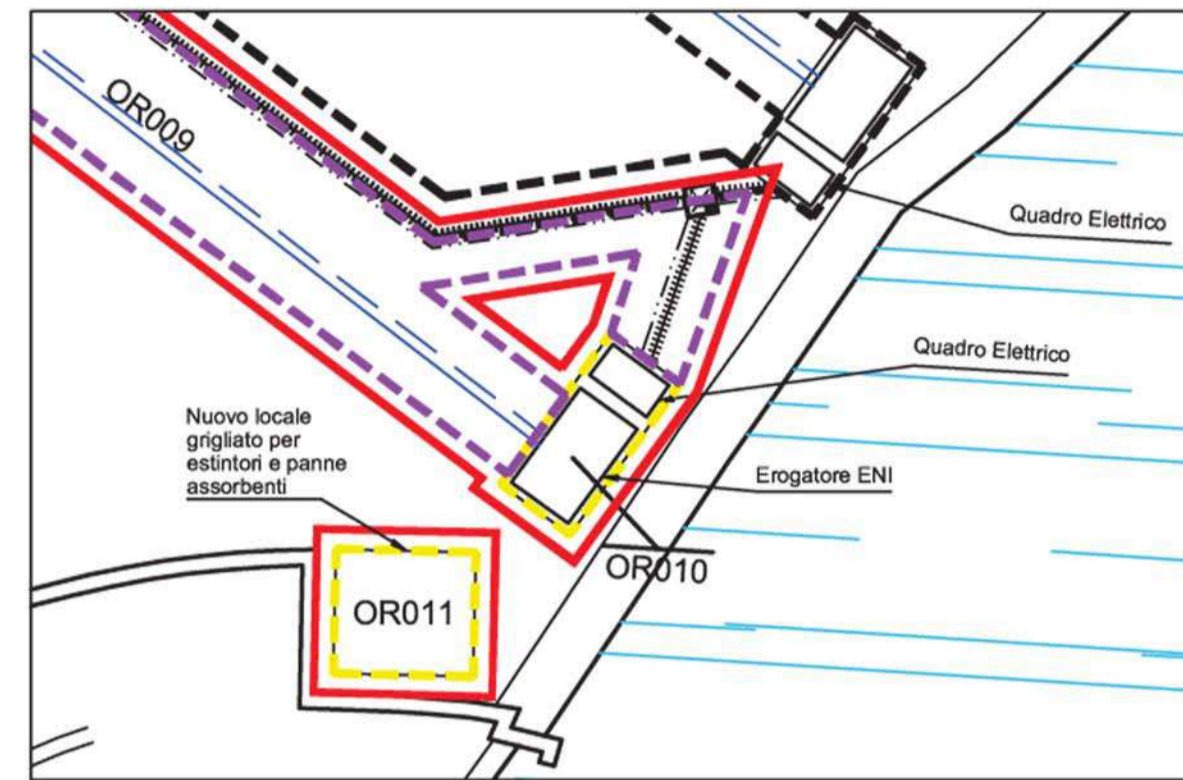 OR009
Quadro Elettrico
Quadro Elettrico
Nuovo locale
grigliato per
estintori e panne
assorbenti
Erogatore ENI
OR010
OR011